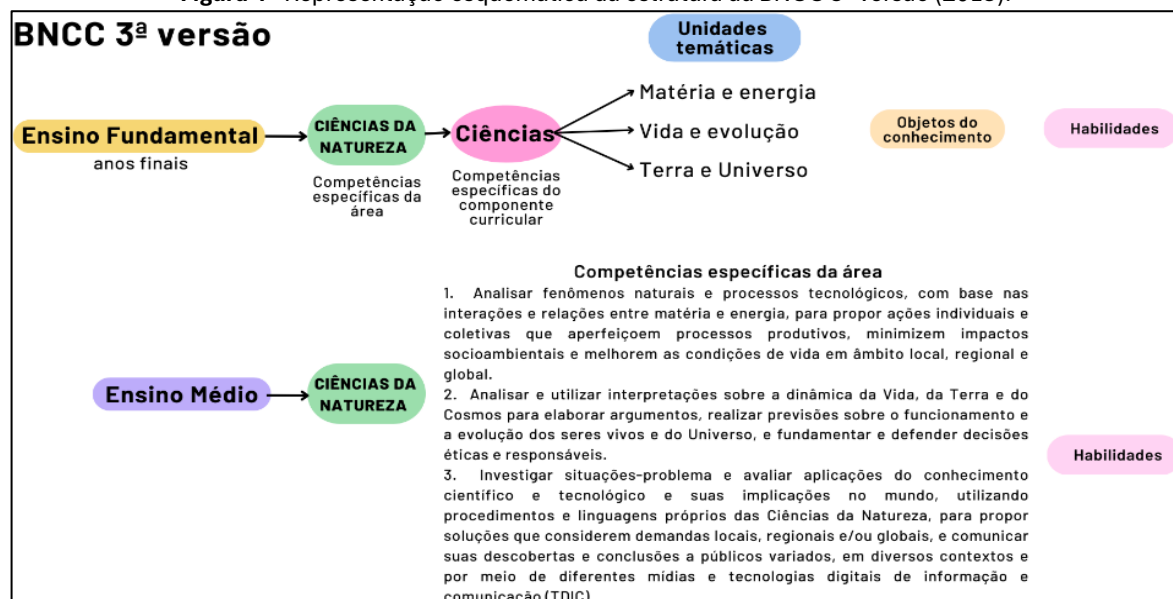 BNCC 3ª versão
Unidades
temáticas
Matéria e energia
Ensino Fundamental
anos finais
CIÊNCIAS DA
NATUREZA
Competências
específicas da
área
Ciências
Competências
específicas do
componente
curricular
Vida e evolução
Terra e Universo
Objetos do
conhecimento
Habilidades
Competências específicas da área
1. Analisar fenômenos naturais e processos tecnológicos, com base nas
interações e relações entre matéria e energia, para propor ações individuais e
coletivas que aperfeiçoem processos produtivos, minimizem impactos
socioambientais e melhorem as condições de vida em âmbito local, regional e
global.
Ensino Médio
CIÊNCIAS DA
NATUREZA
2. Analisar e utilizar interpretações sobre a dinâmica da Vida, da Terra e do
Cosmos para elaborar argumentos, realizar previsões sobre o funcionamento e
a evolução dos seres vivos e do Universo, e fundamentar e defender decisões
éticas e responsáveis.
Habilidades
3. Investigar situações-problema e avaliar aplicações do conhecimento
científico e tecnológico e suas implicações no mundo, utilizando
procedimentos e linguagens próprios das Ciências da Natureza, para propor
soluções que considerem demandas locais, regionais e/ou globais, e comunicar
suas descobertas e conclusões a públicos variados, em diversos contextos e
por meio de diferentes mídias e tecnologias digitais de informação e
comunicação (TDIC)